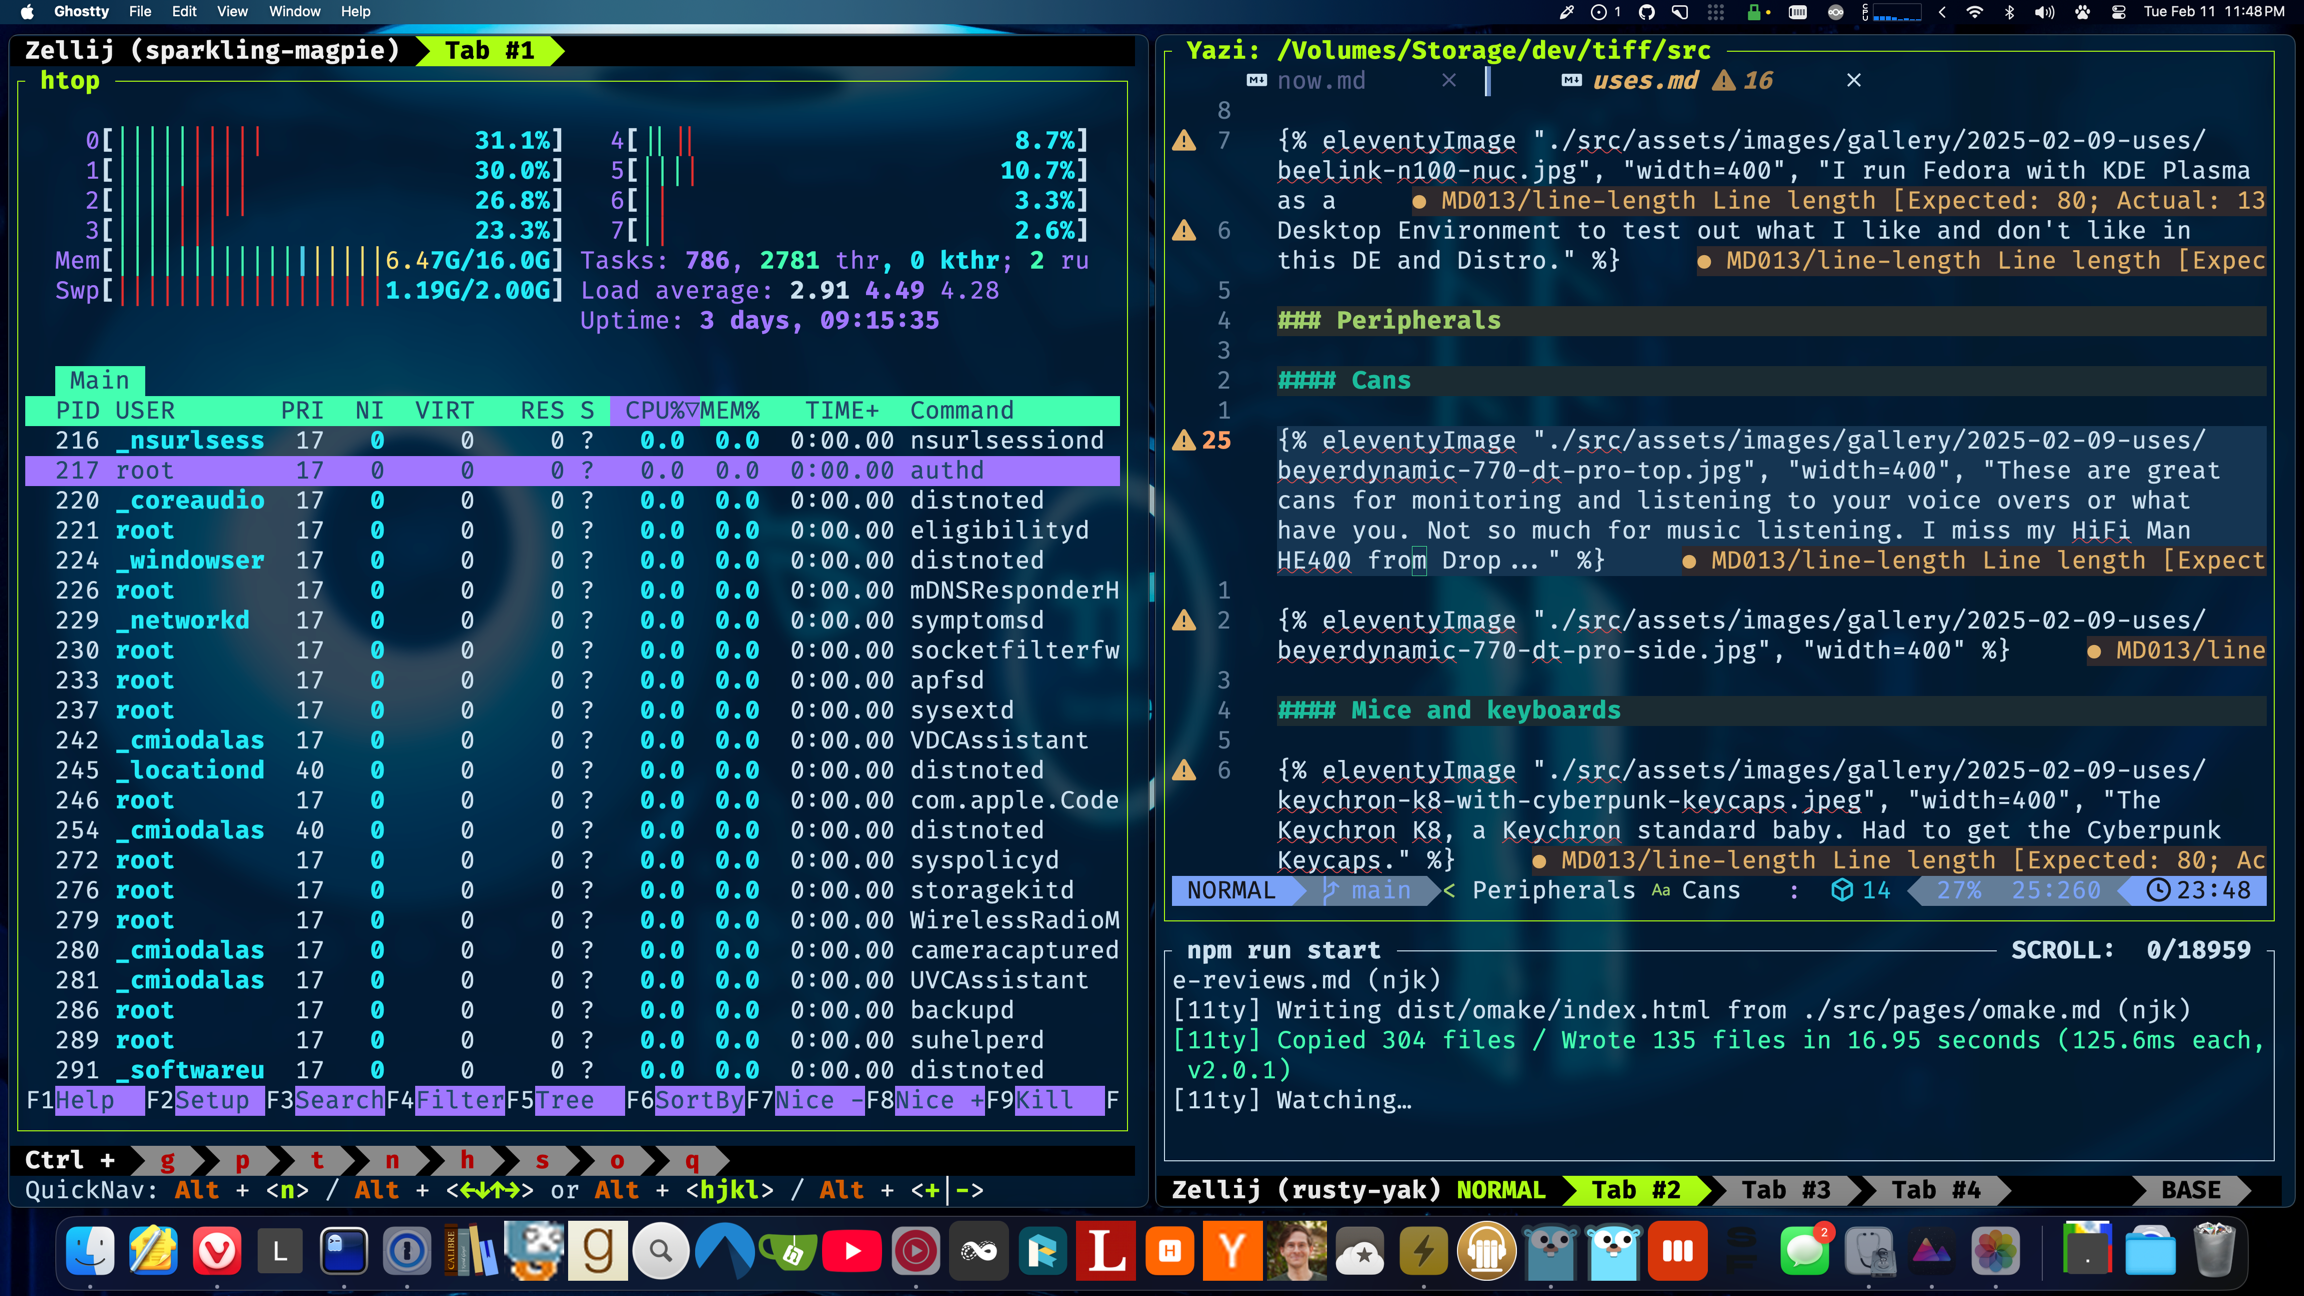 Ghostty File Edit View Window Help
1 Tue Feb 11 11:48 PM
Zellij (sparkling-magpie) Tab #1
htop
0[ 31.1%] 4[ 8.7%]
1[ 30.0%] 5[ 10.7%]
2[ 26.8%] 6[ 3.3%]
3[ 23.3%] 7[ 2.6%]
Mem[ 6.47G/16.0G] Tasks: 786, 2781 thr, 0 kthr; 2 ru
Swp[ 1.19G/2.00G] Load average: 2.91 4.49 4.28
Uptime: 3 days, 09:15:35
Main
PID USER PRI NI VIRT RES S CPU%▽MEM% TIME+ Command
216 _nsurlsess 17 0 0 0 ? 0.0 0.0 0:00.00 nsurlsessiond
217 root 17 0 0 0 ? 0.0 0.0 0:00.00 authd
220 _coreaudio 17 0 0 0 ? 0.0 0.0 0:00.00 distnoted
221 root 17 0 0 0 ? 0.0 0.0 0:00.00 eligibilityd
224 _windowser 17 0 0 0 ? 0.0 0.0 0:00.00 distnoted
226 root 17 0 0 0 ? 0.0 0.0 0:00.00 mDNSResponderH
229 _networkd 17 0 0 0 ? 0.0 0.0 0:00.00 symptomsd
230 root 17 0 0 0 ? 0.0 0.0 0:00.00 socketfilterfw
233 root 17 0 0 0 ? 0.0 0.0 0:00.00 apfsd
237 root 17 0 0 0 ? 0.0 0.0 0:00.00 sysextd
242 _cmiodalas 17 0 0 0 ? 0.0 0.0 0:00.00 VDCAssistant
245 _locationd 40 0 0 0 ? 0.0 0.0 0:00.00 distnoted
246 root 17 0 0 0 ? 0.0 0.0 0:00.00 com.apple.Code
254 _cmiodalas 40 0 0 0 ? 0.0 0.0 0:00.00 distnoted
272 root 17 0 0 0 ? 0.0 0.0 0:00.00 syspolicyd
276 root 17 0 0 0 ? 0.0 0.0 0:00.00 storagekitd
279 root 17 0 0 0 ? 0.0 0.0 0:00.00 WirelessRadioM
280 _cmiodalas 17 0 0 0 ? 0.0 0.0 0:00.00 cameracaptured
281 _cmiodalas 17 0 0 0 ? 0.0 0.0 0:00.00 UVCAssistant
286 root 17 0 0 0 ? 0.0 0.0 0:00.00 backupd
289 root 17 0 0 0 ? 0.0 0.0 0:00.00 suhelperd
291 _softwareu 17 0 0 0 ? 0.0 0.0 0:00.00 distnoted
F1Help F2Setup F3SearchF4FilterF5Tree F6SortByF7Nice -F8Nice +F9Kill F
Ctrl + g p t n h s o q
QuickNav: Alt + <n> / Alt + <←↓↑→> or Alt + <hjkl> / Alt + <+|->
Yazi: /Volumes/Storage/dev/tiff/src
now.md × uses.md 16 ×
8
7 {% eleventyImage "./src/assets/images/gallery/2025-02-09-uses/
beelink-n100-nuc.jpg", "width=400", "I run Fedora with KDE Plasma
as a ● MD013/line-length Line length [Expected: 80; Actual: 13
6 Desktop Environment to test out what I like and don't like in
this DE and Distro." %} ● MD013/line-length Line length [Expec
5
4 ### Peripherals
3
2 #### Cans
1
25 {% eleventyImage "./src/assets/images/gallery/2025-02-09-uses/
beyerdynamic-770-dt-pro-top.jpg", "width=400", "These are great
cans for monitoring and listening to your voice overs or what
have you. Not so much for music listening. I miss my HiFi Man
HE400 from Drop..." %} ● MD013/line-length Line length [Expect
1
2 {% eleventyImage "./src/assets/images/gallery/2025-02-09-uses/
beyerdynamic-770-dt-pro-side.jpg", "width=400" %} ● MD013/line
3
4 #### Mice and keyboards
5
6 {% eleventyImage "./src/assets/images/gallery/2025-02-09-uses/
keychron-k8-with-cyberpunk-keycaps.jpeg", "width=400", "The
Keychron K8, a Keychron standard baby. Had to get the Cyberpunk
Keycaps." %} ● MD013/line-length Line length [Expected: 80; Ac
NORMAL main < Peripherals Aa Cans : 14 27% 25:260 23:48
npm run start SCROLL: 0/18959
e-reviews.md (njk)
[11ty] Writing dist/omake/index.html from ./src/pages/omake.md (njk)
[11ty] Copied 304 files / Wrote 135 files in 16.95 seconds (125.6ms each,
v2.0.1)
[11ty] Watching…
Zellij (rusty-yak) NORMAL Tab #2 Tab #3 Tab #4 BASE
L CALIBRE g L H Y SF 2